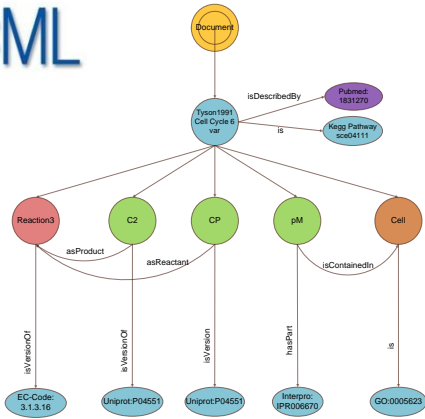 ML
Document
Tyson1991
Cell Cycle 6
var
isDescribedBy
Pubmed:
1831270
is
Kegg Pathway
sce04111
Reaction3
C2
CP
pM
Cell
asProduct
asReactant
isContainedIn
isVersionOf
isVersionOf
isVersion
hasPart
is
EC-Code:
3.1.3.16
Uniprot:P04551
Uniprot:P04551
Interpro:
IPR006670
GO:0005623